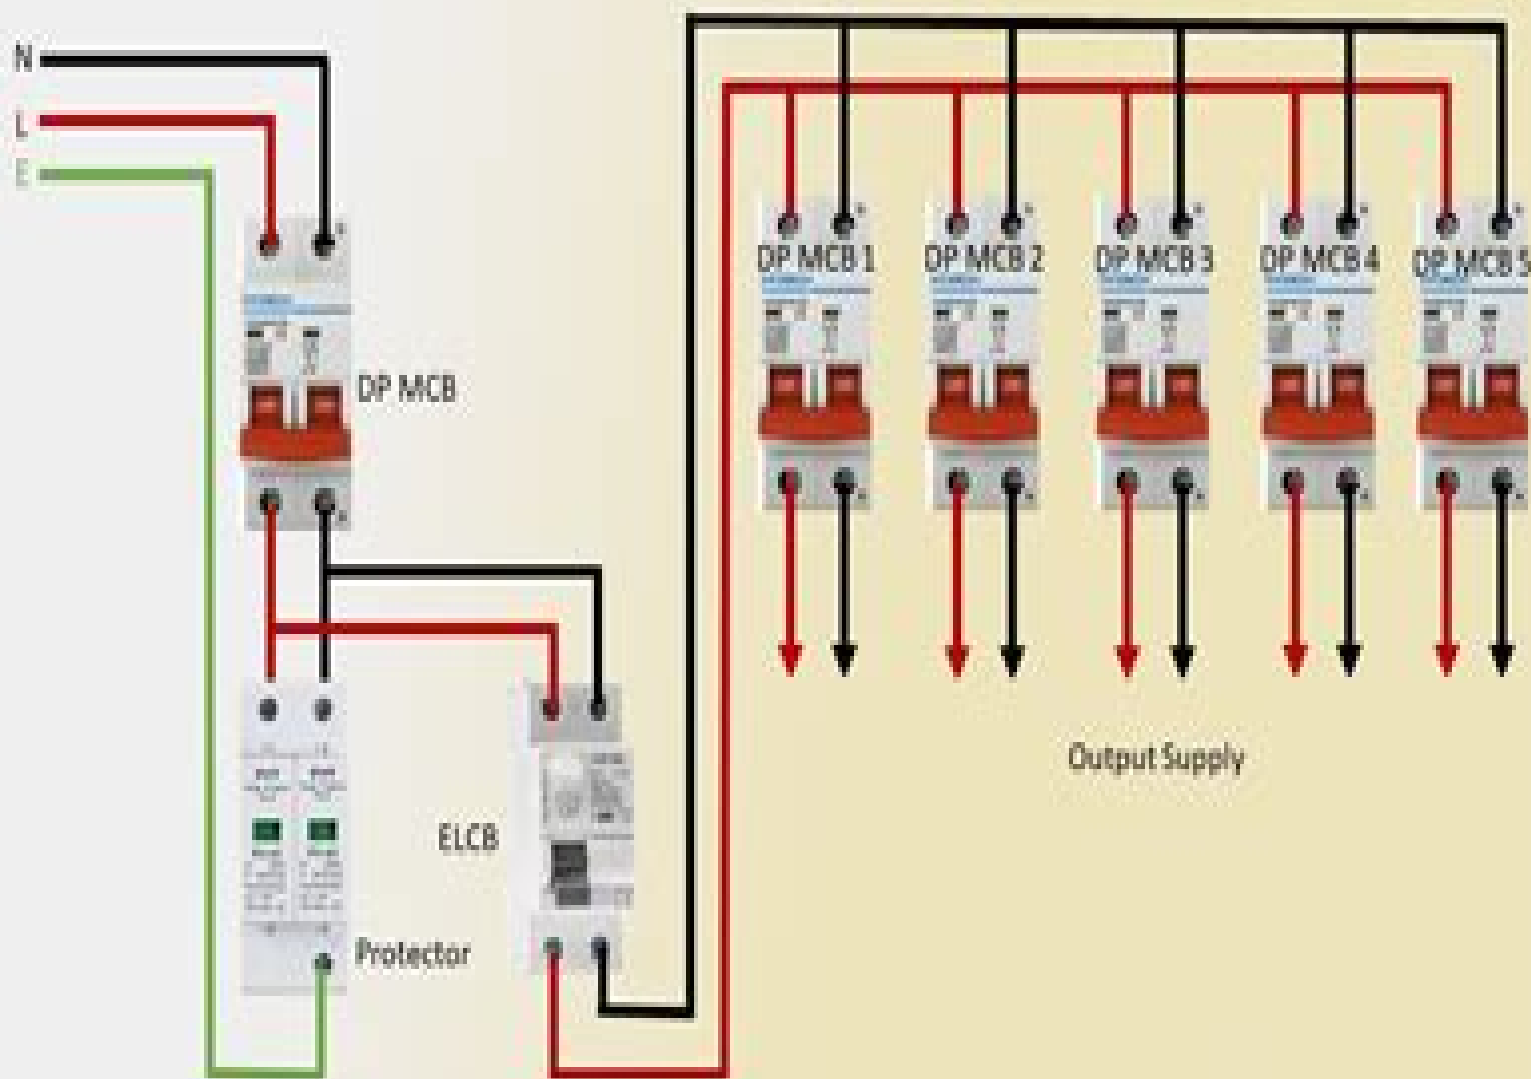 N
L
E
DP MCB 1
DP MCB 2
DP MCB 3
DP MCB 4
DP MCB 5
DP MCB
ELCB
Protector
Output Supply